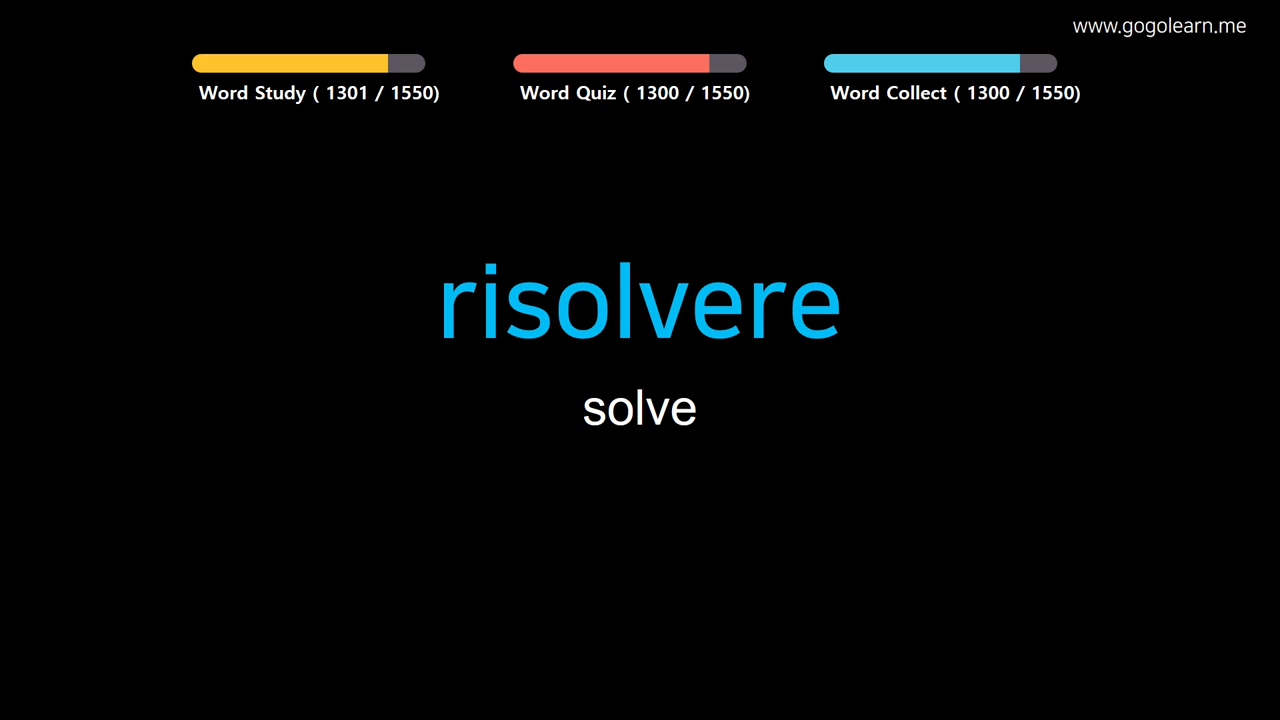 www.gogolearn.me
Word Study ( 1301 / 1550)
Word Quiz ( 1300 / 1550)
Word Collect ( 1300 / 1550)
risolvere
solve